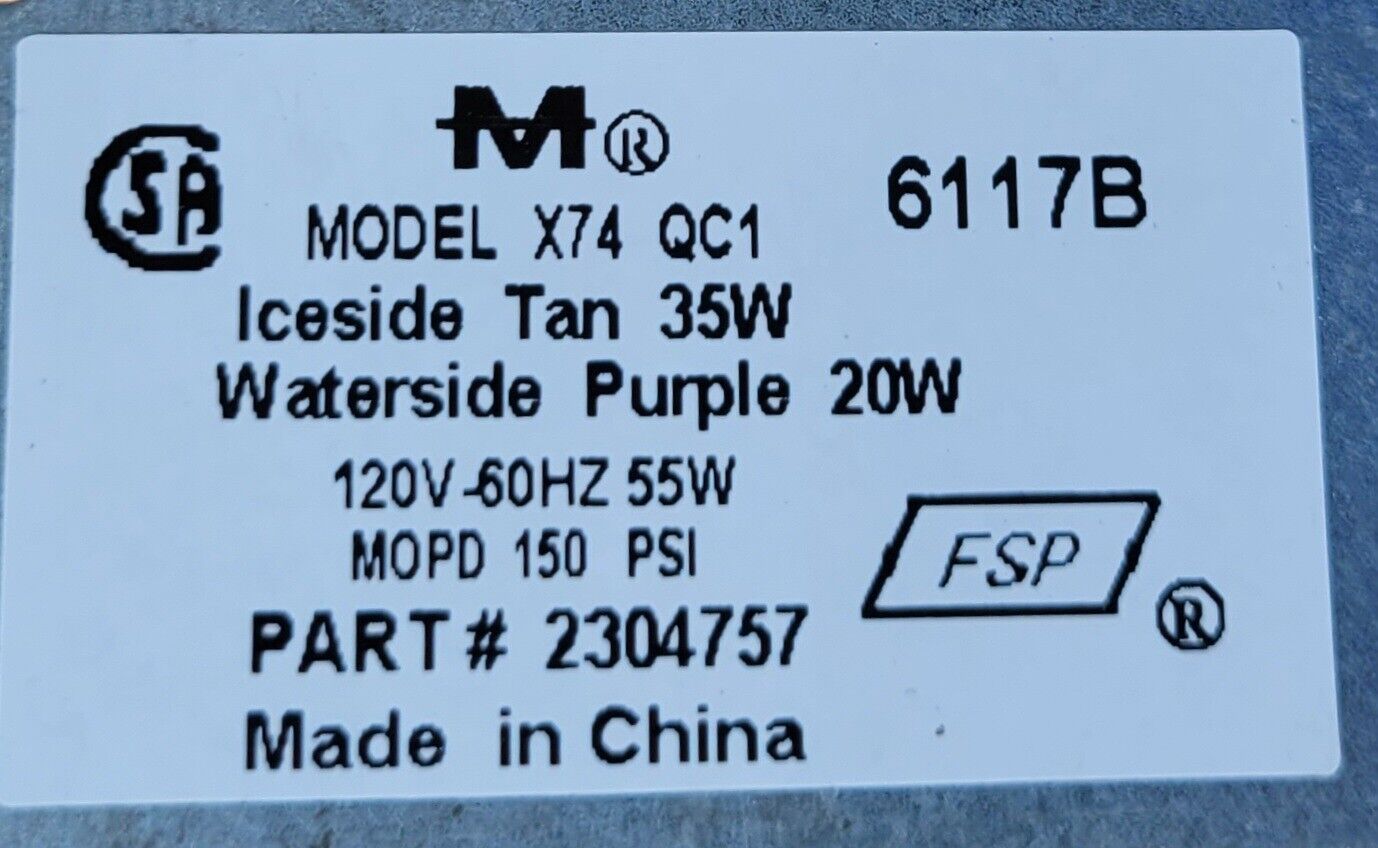 CSA
M®
6117B
MODEL X74 QC1
Iceside Tan 35W
Waterside Purple 20W
120V-60HZ 55W
MOPD 150 PSI
FSP®
PART# 2304757
Made in China